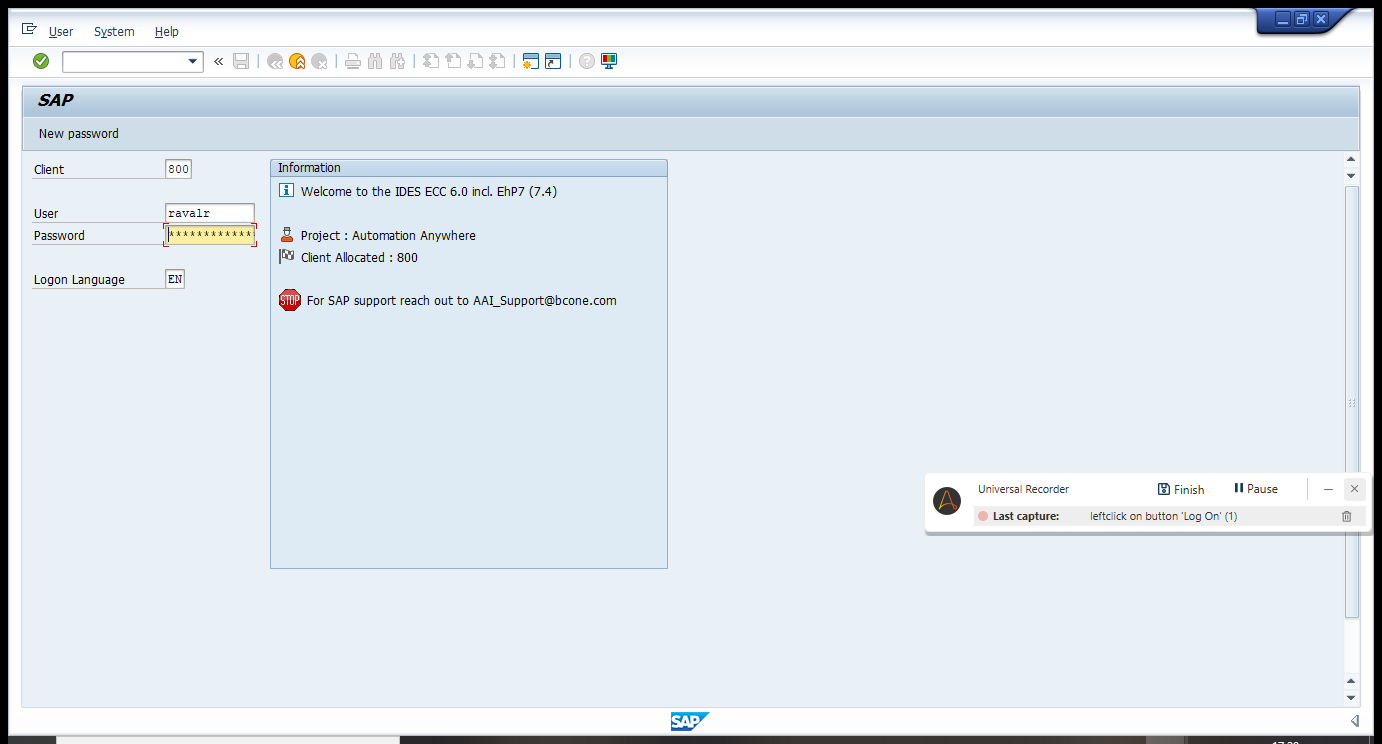 User System Help
SAP
New password
Client 800
Information
Welcome to the IDES ECC 6.0 incl. EhP7 (7.4)
User ravalr
Password ************
Project : Automation Anywhere
Client Allocated : 800
Logon Language EN
STOP For SAP support reach out to AAI_Support@bcone.com
Universal Recorder Finish Pause
Last capture: leftclick on button 'Log On' (1)
SAP